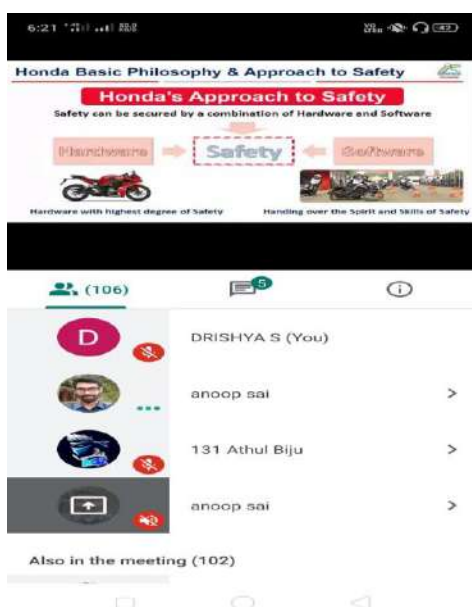 6:21
42
Honda Basic Philosophy & Approach to Safety
Honda's Approach to Safety
Safety can be secured by a combination of Hardware and Software
Hardware
Safety
Software
Hardware with highest degree of Safety
Handing over the Spirit and Skills of Safety
(106)
5
D
DRISHYA S (You)
anoop sai
131 Athul Biju
anoop sai
Also in the meeting (102)